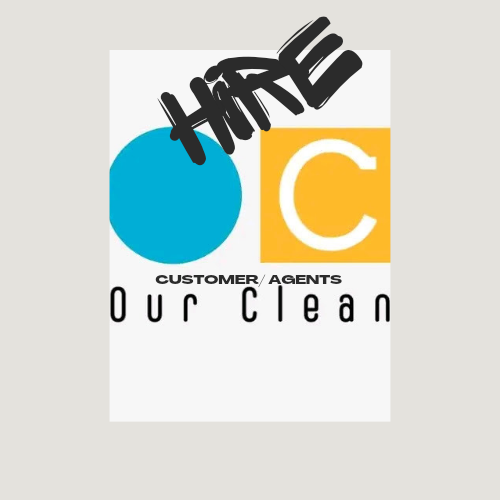 HIRE
C
CUSTOMER/ AGENTS
Our Clean